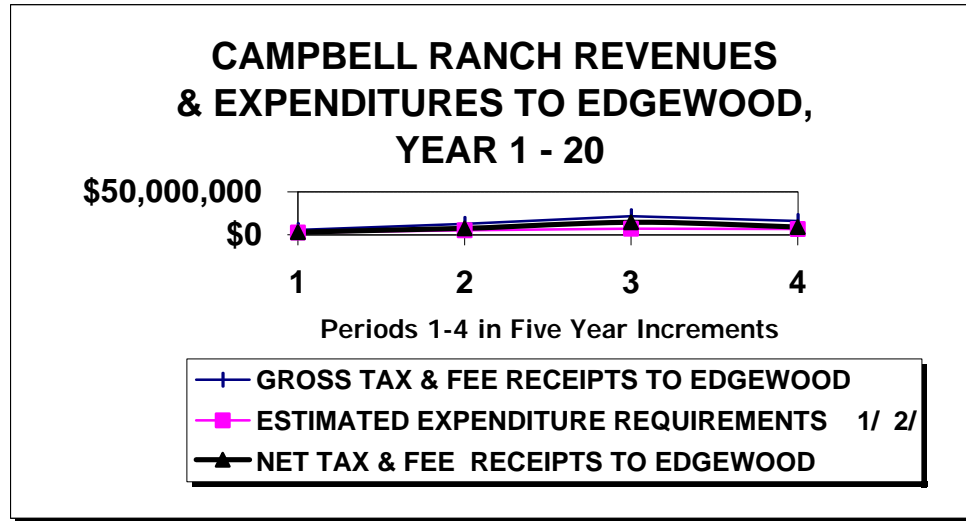 CAMPBELL RANCH REVENUES
& EXPENDITURES TO EDGEWOOD,
YEAR 1 - 20
$50,000,000
$0
1 2 3 4
Periods 1-4 in Five Year Increments
GROSS TAX & FEE RECEIPTS TO EDGEWOOD
ESTIMATED EXPENDITURE REQUIREMENTS 1/ 2/
NET TAX & FEE RECEIPTS TO EDGEWOOD